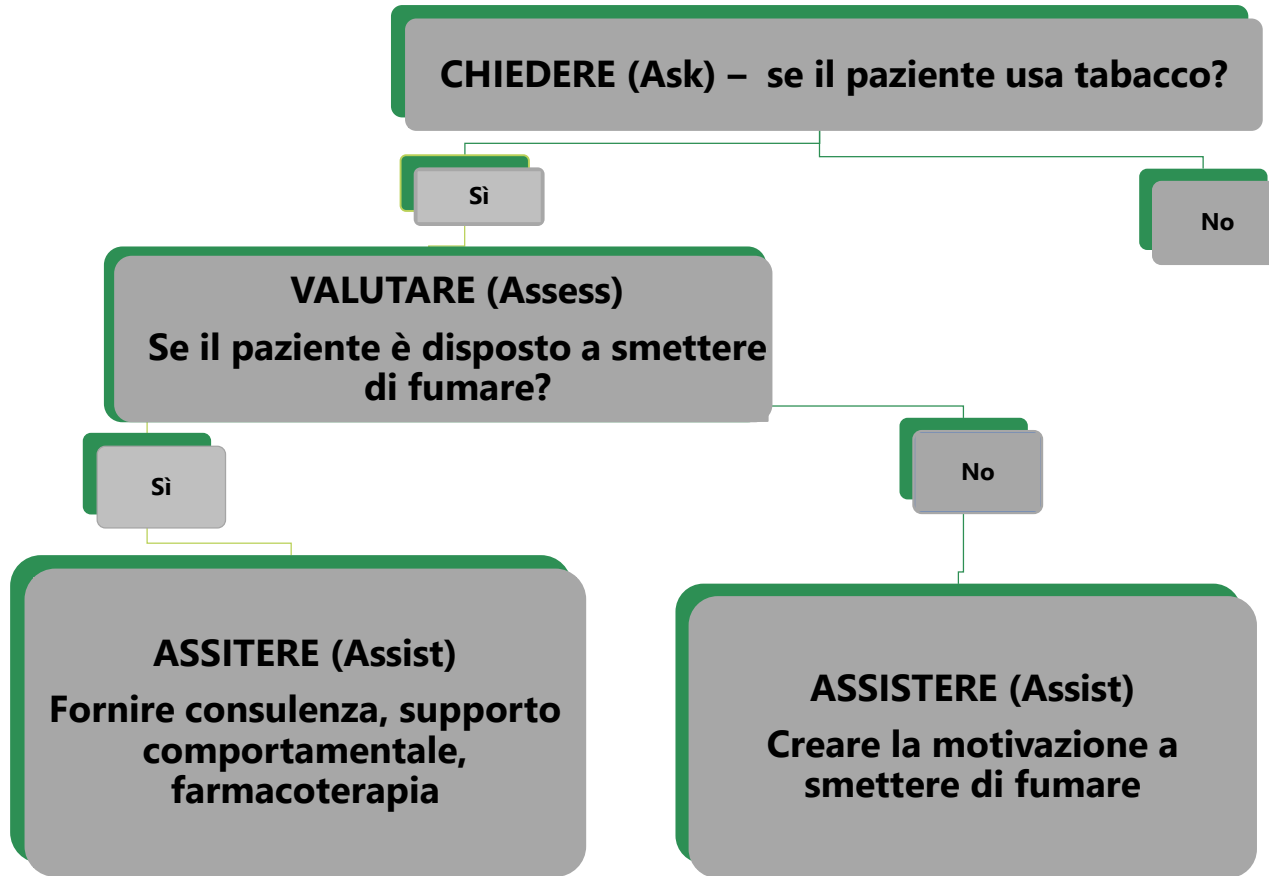 CHIEDERE (Ask) – se il paziente usa tabacco?
Sì
No
VALUTARE (Assess)
Se il paziente è disposto a smettere
di fumare?
Sì
No
ASSITERE (Assist)
Fornire consulenza, supporto
comportamentale,
farmacoterapia
ASSISTERE (Assist)
Creare la motivazione a
smettere di fumare